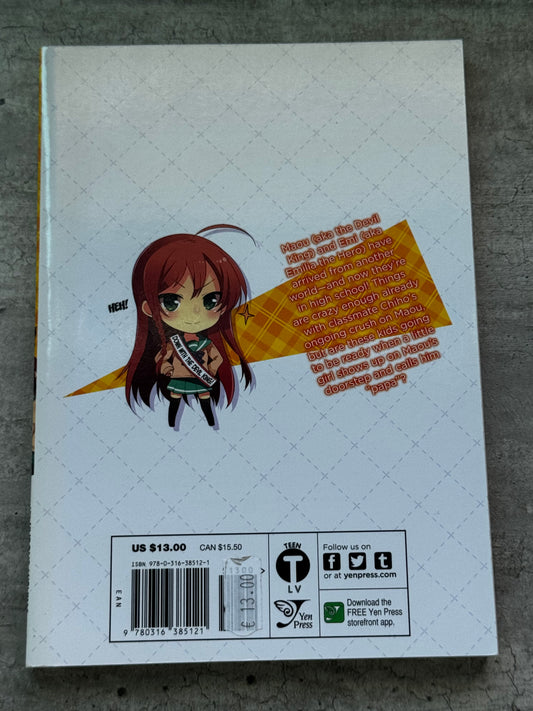 Maou (aka the Devil
King) and Emi (aka
Emilia the Hero) have
arrived from another
world—and now they're
in high school! Things
are crazy enough already
with classmate Chiho's
ongoing crush on Maou,
but are these kids going
to be ready when a little
girl shows up on Maou's
doorstep and calls him
"papa"?
HEH!
DOWN WITH THE DEVIL KING!
US $13.00 CAN $15.50
ISBN 978-0-316-38512-1
EAN
9 780316 385121
1300
€ 13.00
>
TEEN
T
LV
Yen
Press
Follow us on
f t
or at yenpress.com
Download the
FREE Yen Press
storefront app.